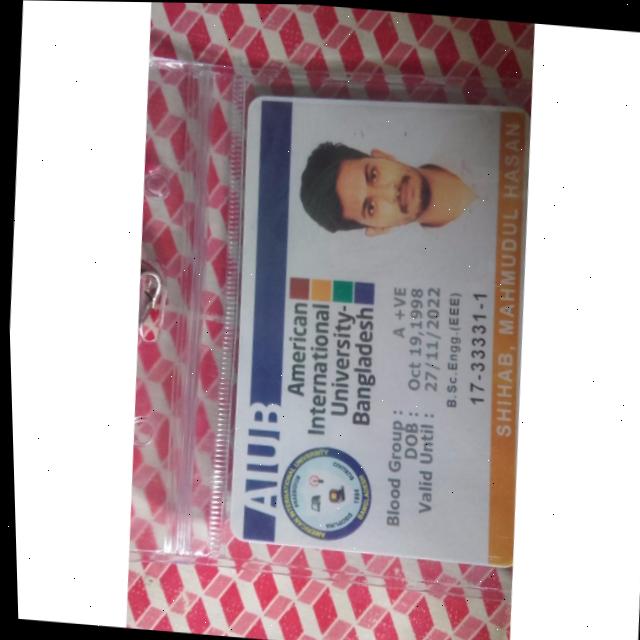 AIUB
American
International
University-
Bangladesh
Blood Group : A +VE
DOB : Oct 19,1998
Valid Until : 27/11/2022
B.Sc.Engg.(EEE)
17-33331-1
SHIHAB, MAHMUDUL HASAN
AMERICAN INTERNATIONAL UNIVERSITY
1994